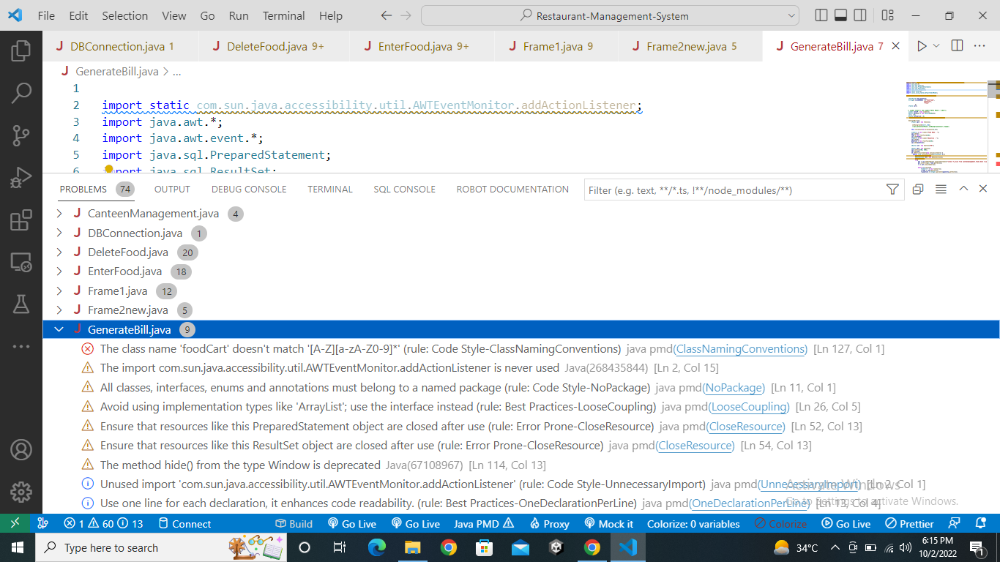 File Edit Selection View Go Run Terminal Help Restaurant-Management-System
J DBConnection.java 1 J DeleteFood.java 9+ J EnterFood.java 9+ J Frame1.java 9 J Frame2new.java 5 J GenerateBill.java 7
J GenerateBill.java > ...
1
2 import static com.sun.java.accessibility.util.AWTEventMonitor.addActionListener;
3 import java.awt.*;
4 import java.awt.event.*;
5 import java.sql.PreparedStatement;
6 import java.sql.ResultSet;
PROBLEMS 74 OUTPUT DEBUG CONSOLE TERMINAL SQL CONSOLE ROBOT DOCUMENTATION Filter (e.g. text, **/*.ts, !**/node_modules/**)
J CanteenManagement.java 4
J DBConnection.java 1
J DeleteFood.java 20
J EnterFood.java 18
J Frame1.java 12
J Frame2new.java 5
J GenerateBill.java 9
The class name 'foodCart' doesn't match '[A-Z][a-zA-Z0-9]*' (rule: Code Style-ClassNamingConventions) java pmd(ClassNamingConventions) [Ln 127, Col 1]
The import com.sun.java.accessibility.util.AWTEventMonitor.addActionListener is never used Java(268435844) [Ln 2, Col 15]
All classes, interfaces, enums and annotations must belong to a named package (rule: Code Style-NoPackage) java pmd(NoPackage) [Ln 11, Col 1]
Avoid using implementation types like 'ArrayList'; use the interface instead (rule: Best Practices-LooseCoupling) java pmd(LooseCoupling) [Ln 26, Col 5]
Ensure that resources like this PreparedStatement object are closed after use (rule: Error Prone-CloseResource) java pmd(CloseResource) [Ln 52, Col 13]
Ensure that resources like this ResultSet object are closed after use (rule: Error Prone-CloseResource) java pmd(CloseResource) [Ln 54, Col 13]
The method hide() from the type Window is deprecated Java(67108967) [Ln 114, Col 13]
Unused import 'com.sun.java.accessibility.util.AWTEventMonitor.addActionListener' (rule: Code Style-UnnecessaryImport) java pmd(UnnecessaryImport) [Ln 2, Col 1]
Activate Windows
Use one line for each declaration, it enhances code readability. (rule: Best Practices-OneDeclarationPerLine) java pmd(OneDeclarationPerLine) [Ln 13, Col 4]
Go to Settings to activate Windows.
1 60 13 Connect Build Go Live Go Live Java PMD Proxy Mock it Colorize: 0 variables Colorize Go Live Prettier
Type here to search 34°C 6:15 PM
10/2/2022 1